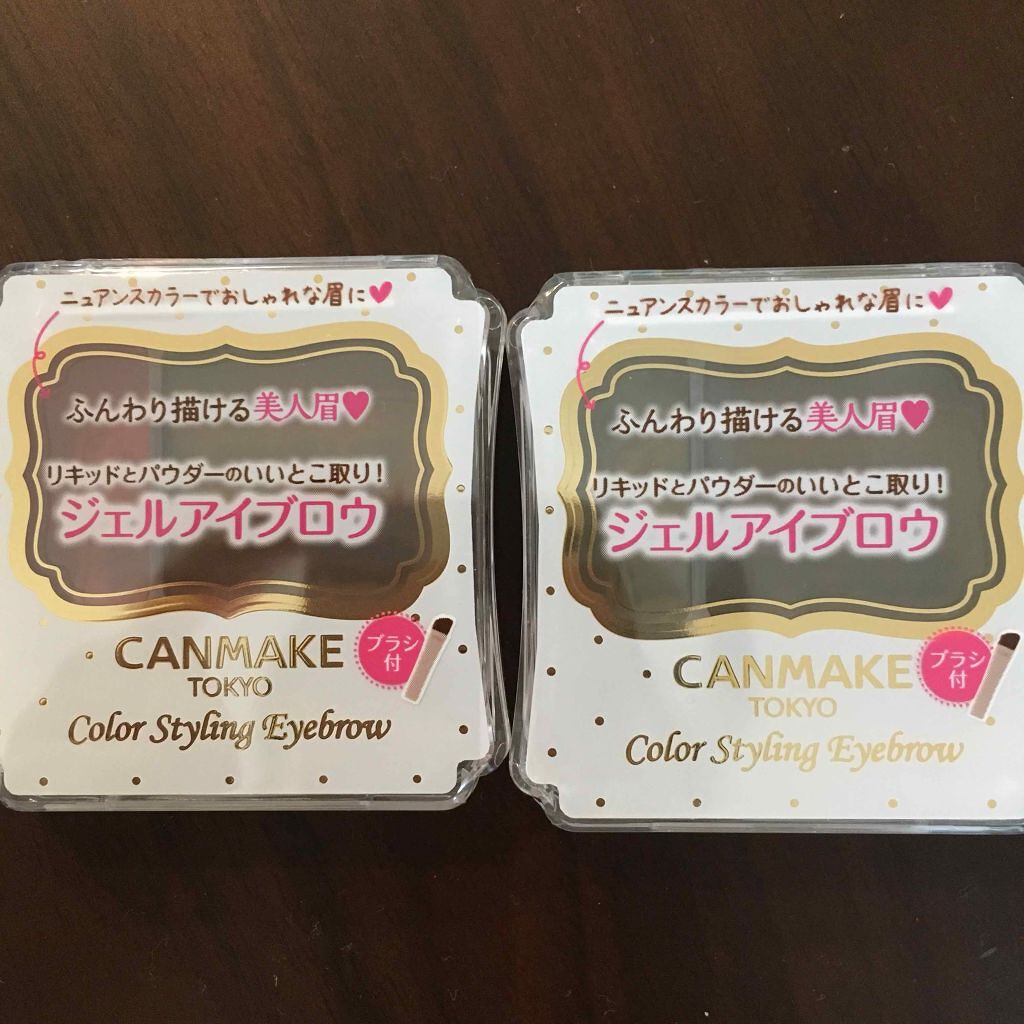 ニュアンスカラーでおしゃれな眉に♥
ふんわり描ける美人眉♥
リキッドとパウダーのいいとこ取り!
ジェルアイブロウ
CANMAKE
TOKYO
ブラシ
付
Color Styling Eyebrow
ニュアンスカラーでおしゃれな眉に♥
ふんわり描ける美人眉♥
リキッドとパウダーのいいとこ取り!
ジェルアイブロウ
CANMAKE
TOKYO
ブラシ
付
Color Styling Eyebrow